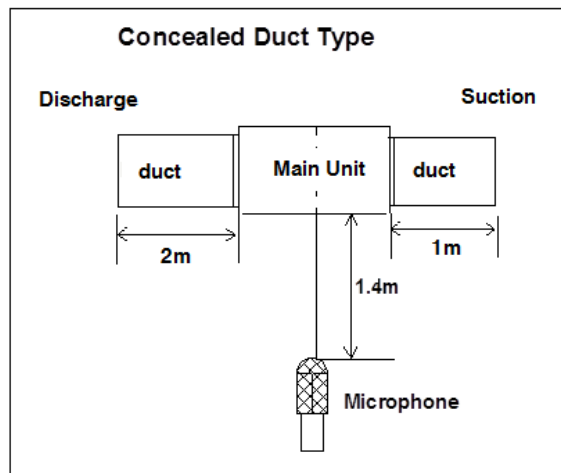 Concealed Duct Type
Discharge
Suction
duct
Main Unit
duct
2m
1m
1.4m
Microphone